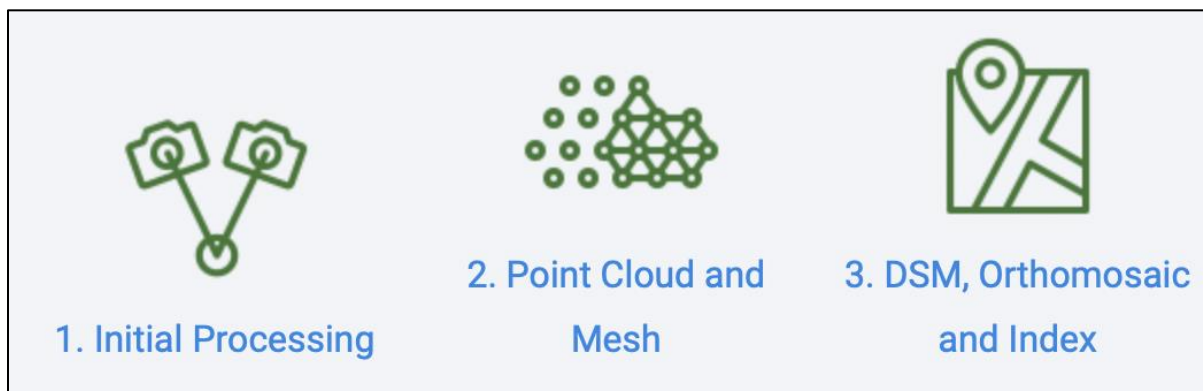 1. Initial Processing
2. Point Cloud and
Mesh
3. DSM, Orthomosaic
and Index